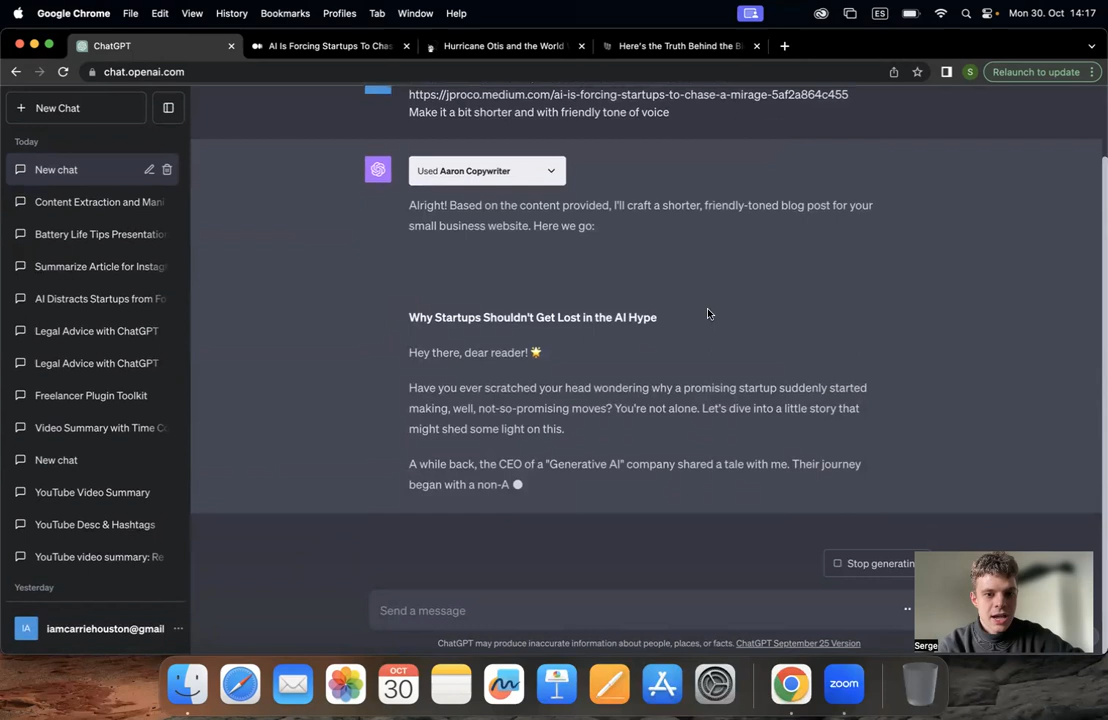 Google Chrome File Edit View History Bookmarks Profiles Tab Window Help ES Mon 30. Oct 14:17
ChatGPT AI Is Forcing Startups To Cha Hurricane Otis and the World Here's the Truth Behind the B
chat.openai.com S Relaunch to update
New Chat
Today
New chat
Content Extraction and Mani
Battery Life Tips Presentatio
Summarize Article for Instag
AI Distracts Startups from Fo
Legal Advice with ChatGPT
Legal Advice with ChatGPT
Freelancer Plugin Toolkit
Video Summary with Time Co
New chat
YouTube Video Summary
YouTube Desc & Hashtags
YouTube video summary: Re
Yesterday
IA iamcarriehouston@gmail
https://jproco.medium.com/ai-is-forcing-startups-to-chase-a-mirage-5af2a864c455
Make it a bit shorter and with friendly tone of voice
Used Aaron Copywriter
Alright! Based on the content provided, I'll craft a shorter, friendly-toned blog post for your
small business website. Here we go:
Why Startups Shouldn't Get Lost in the AI Hype
Hey there, dear reader! 🌟
Have you ever scratched your head wondering why a promising startup suddenly started
making, well, not-so-promising moves? You're not alone. Let's dive into a little story that
might shed some light on this.
A while back, the CEO of a "Generative AI" company shared a tale with me. Their journey
began with a non-A
Stop generatin
Send a message
ChatGPT may produce inaccurate information about people, places, or facts. ChatGPT September 25 Version
Serge
OCT
30
zoom